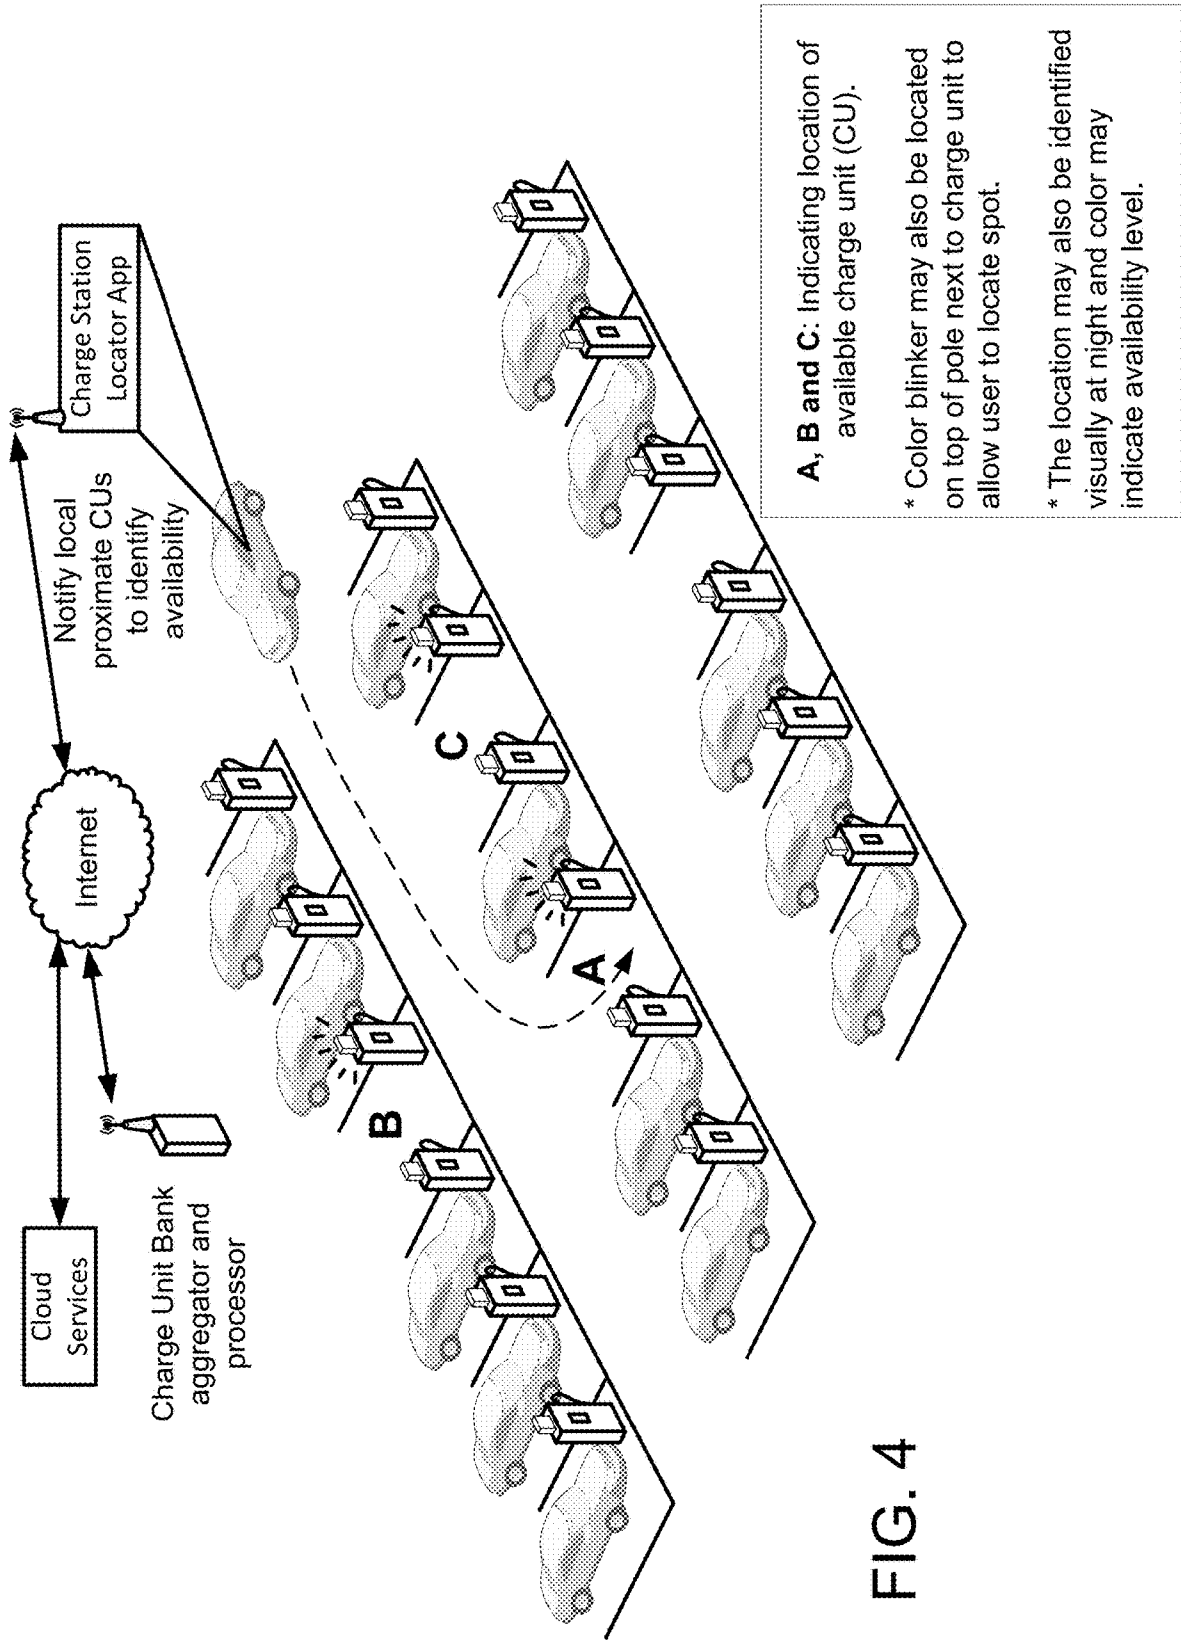 Cloud
Services
Internet
Charge Station
Locator App
Notify local
proximate CUs
to identify
availability
Charge Unit Bank
aggregator and
processor
B
C
A
A, B and C: Indicating location of
available charge unit (CU).
* Color blinker may also be located
on top of pole next to charge unit to
allow user to locate spot.
* The location may also be identified
visually at night and color may
indicate availability level.
FIG. 4